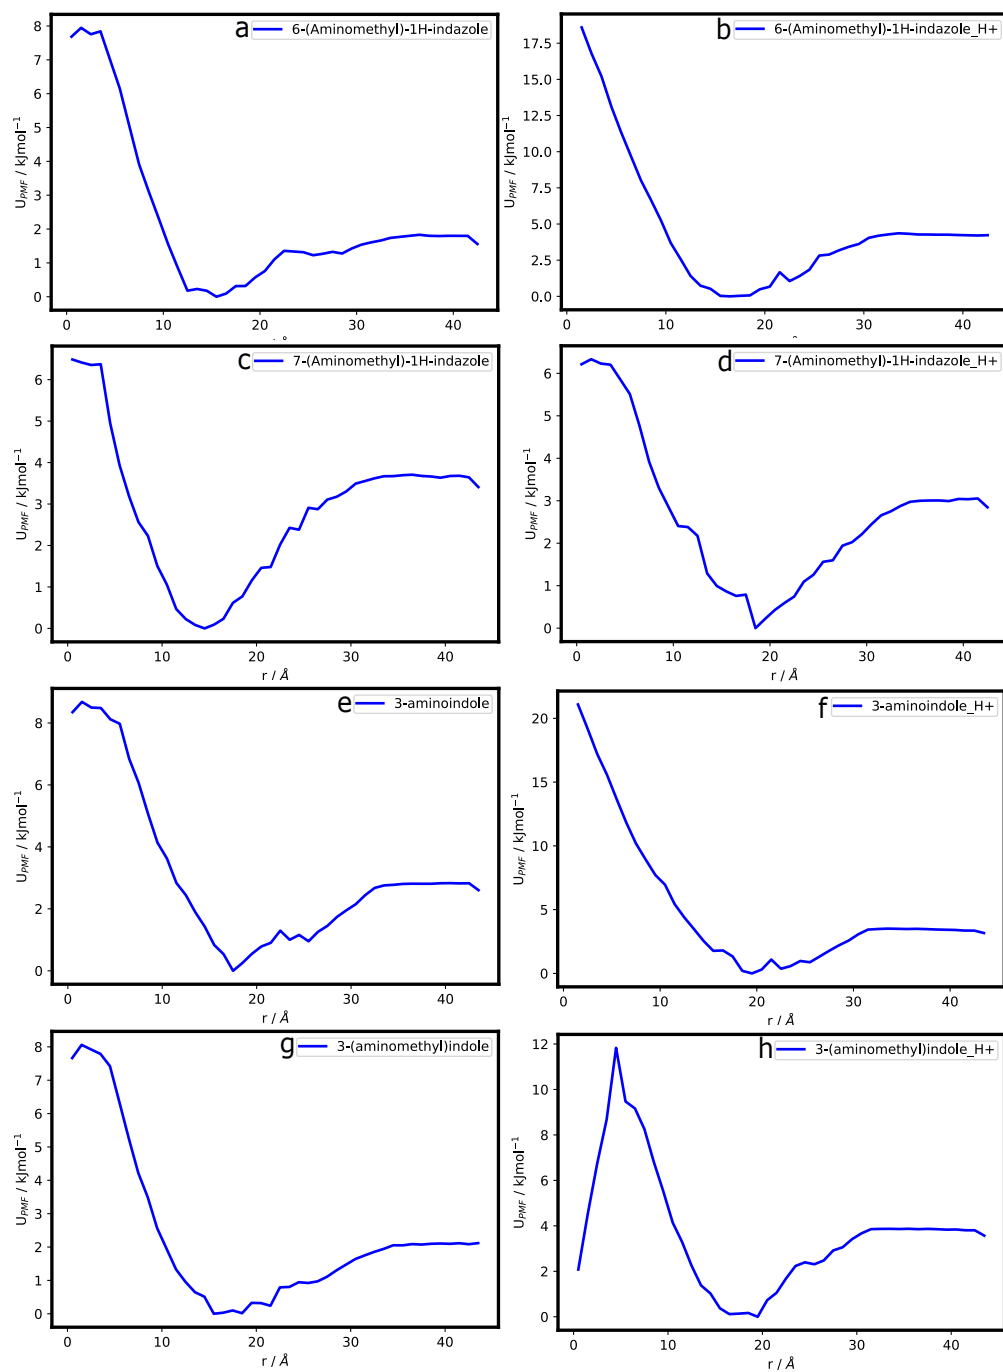 a 6-(Aminomethyl)-1H-indazole
8
7
6
5
4
3
2
1
0
U_PMF / kJmol⁻¹
0 10 20 30 40
b 6-(Aminomethyl)-1H-indazole_H+
17.5
15.0
12.5
10.0
7.5
5.0
2.5
0.0
U_PMF / kJmol⁻¹
0 10 20 30 40
c 7-(Aminomethyl)-1H-indazole
6
5
4
3
2
1
0
U_PMF / kJmol⁻¹
0 10 20 30 40
r / Å
d 7-(Aminomethyl)-1H-indazole_H+
6
5
4
3
2
1
0
U_PMF / kJmol⁻¹
0 10 20 30 40
r / Å
e 3-aminoindole
8
6
4
2
0
U_PMF / kJmol⁻¹
0 10 20 30 40
r / Å
f 3-aminoindole_H+
20
15
10
5
0
U_PMF / kJmol⁻¹
0 10 20 30 40
r / Å
g 3-(aminomethyl)indole
8
7
6
5
4
3
2
1
0
U_PMF / kJmol⁻¹
0 10 20 30 40
r / Å
h 3-(aminomethyl)indole_H+
12
10
8
6
4
2
0
U_PMF / kJmol⁻¹
0 10 20 30 40
r / Å